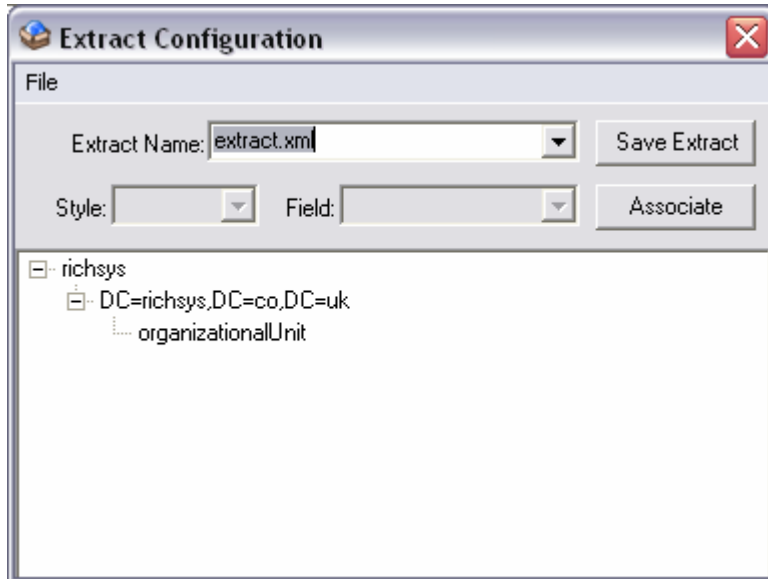 Extract Configuration
File
Extract Name: extract.xml Save Extract
Style: Field: Associate
richsys
DC=richsys,DC=co,DC=uk
organizationalUnit